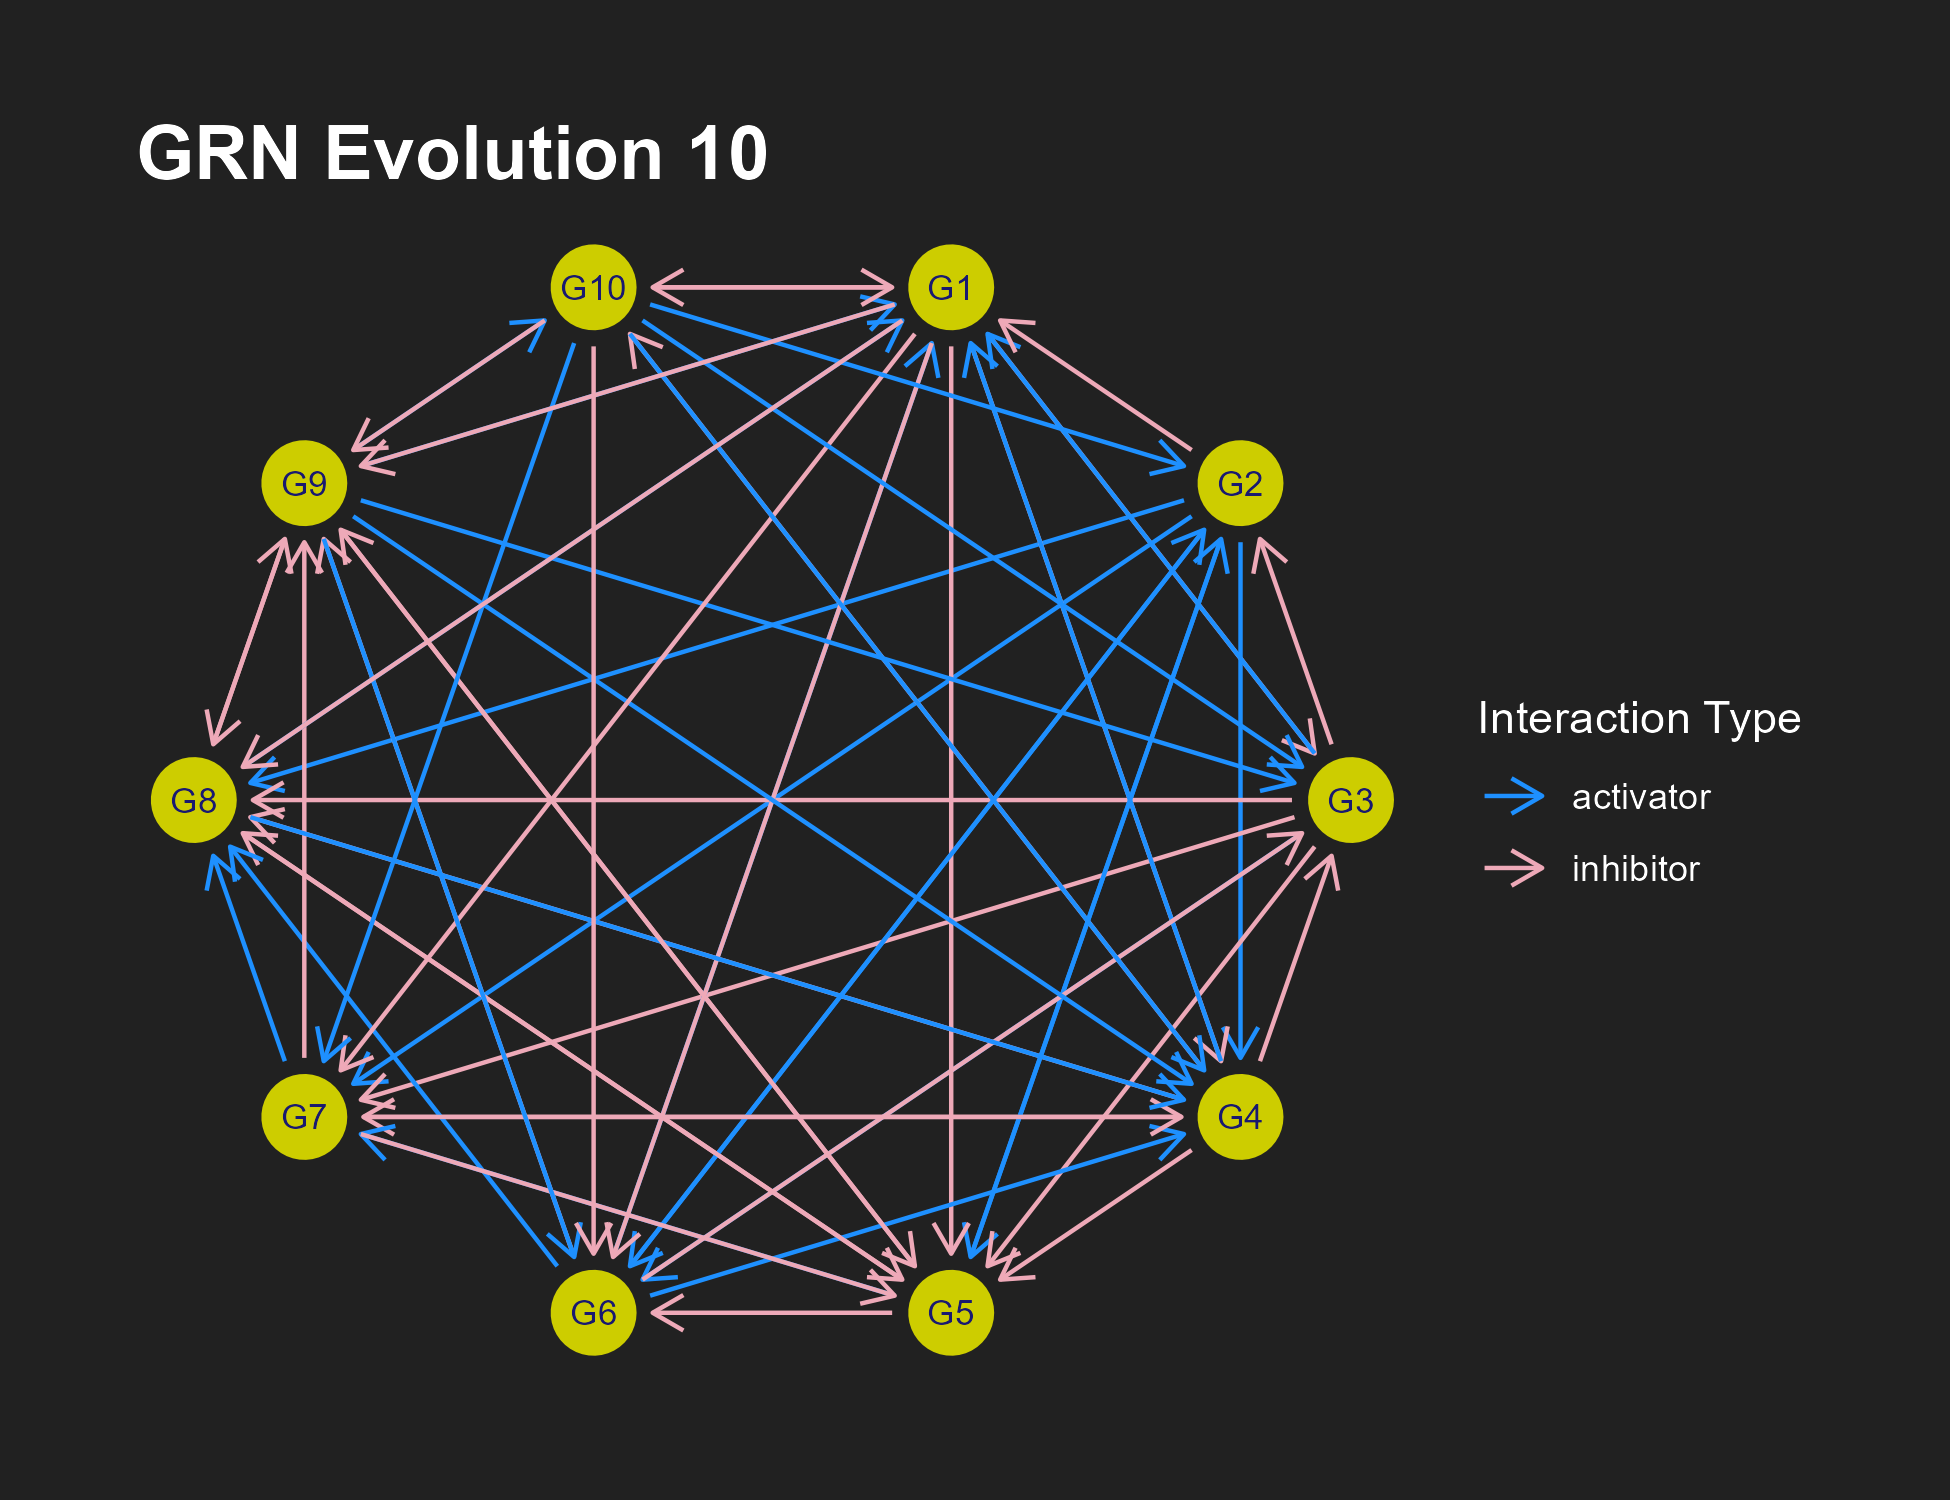 GRN Evolution 10
G10
G1
G9
G2
G8
G3
G7
G4
G6
G5
Interaction Type
activator
inhibitor